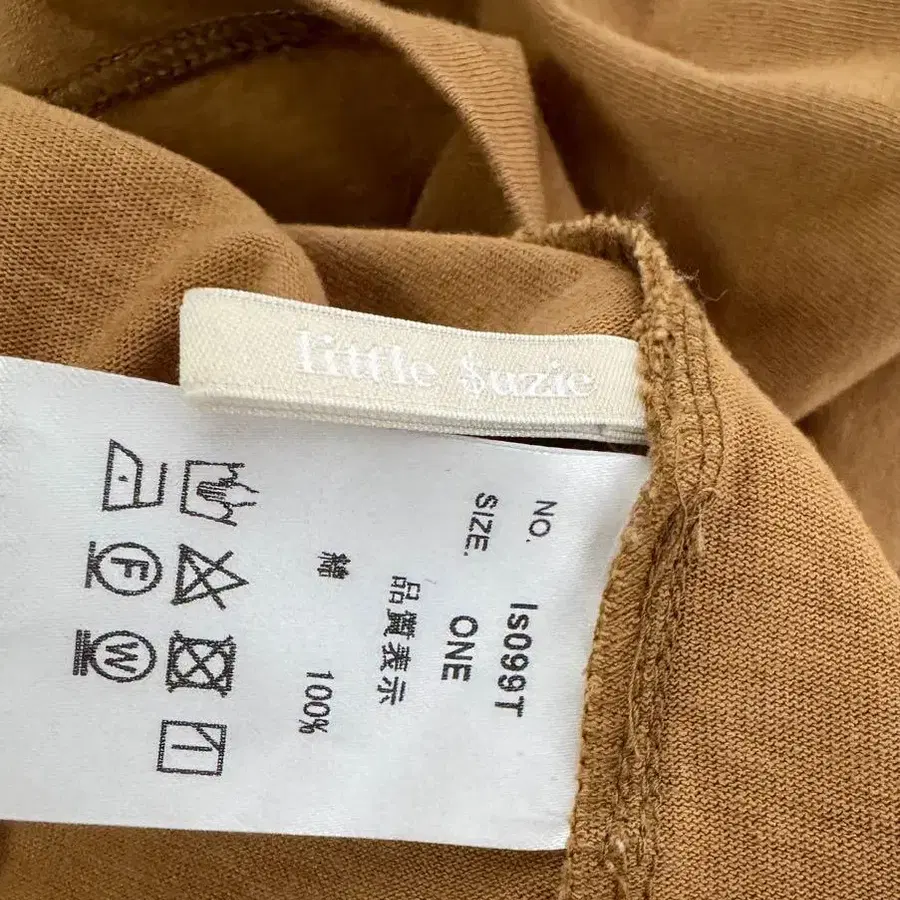 little $uzie
NO. ls099T
SIZE. ONE
品質表示
綿 100%
F
W